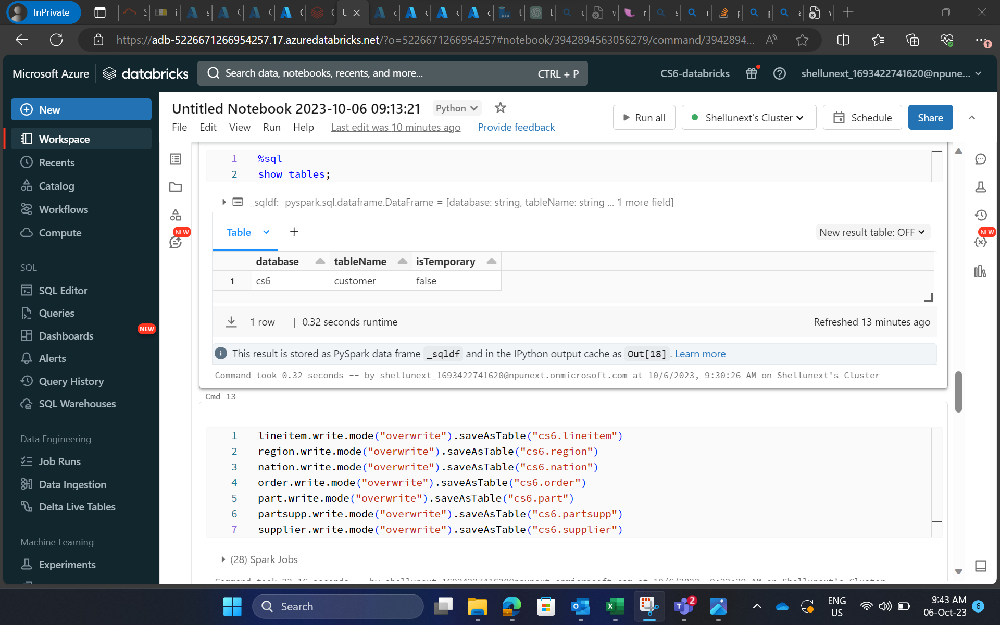 InPrivate
https://adb-5226671266954257.17.azuredatabricks.net/?o=5226671266954257#notebook/3942894563056279/command/3942894...
Microsoft Azure
databricks
Search data, notebooks, recents, and more...
CTRL + P
CS6-databricks
shellunext_1693422741620@npune...
New
Workspace
Recents
Catalog
Workflows
Compute
SQL
SQL Editor
Queries
Dashboards
NEW
Alerts
Query History
SQL Warehouses
Data Engineering
Job Runs
Data Ingestion
Delta Live Tables
Machine Learning
Experiments
Untitled Notebook 2023-10-06 09:13:21
Python
File Edit View Run Help Last edit was 10 minutes ago Provide feedback
Run all
Shellunext's Cluster
Schedule
Share
NEW
NEW
1 %sql
2 show tables;
_sqldf: pyspark.sql.dataframe.DataFrame = [database: string, tableName: string ... 1 more field]
Table
+
New result table: OFF
database tableName isTemporary
1 cs6 customer false
1 row | 0.32 seconds runtime
Refreshed 13 minutes ago
This result is stored as PySpark data frame _sqldf and in the IPython output cache as Out[18]. Learn more
Command took 0.32 seconds -- by shellunext_1693422741620@npunext.onmicrosoft.com at 10/6/2023, 9:30:26 AM on Shellunext's Cluster
Cmd 13
1 lineitem.write.mode("overwrite").saveAsTable("cs6.lineitem")
2 region.write.mode("overwrite").saveAsTable("cs6.region")
3 nation.write.mode("overwrite").saveAsTable("cs6.nation")
4 order.write.mode("overwrite").saveAsTable("cs6.order")
5 part.write.mode("overwrite").saveAsTable("cs6.part")
6 partsupp.write.mode("overwrite").saveAsTable("cs6.partsupp")
7 supplier.write.mode("overwrite").saveAsTable("cs6.supplier")
(28) Spark Jobs
Search
2
ENG
US
9:43 AM
06-Oct-23
6